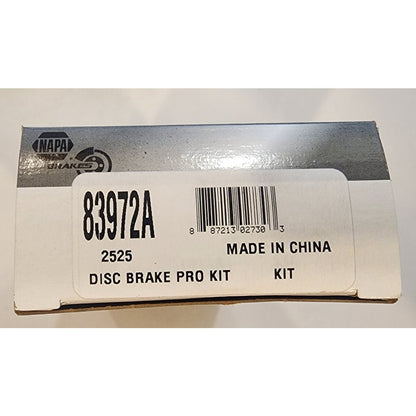 NAPA
BRAKES
83972A
8 87213 02730 3
2525
MADE IN CHINA
DISC BRAKE PRO KIT
KIT